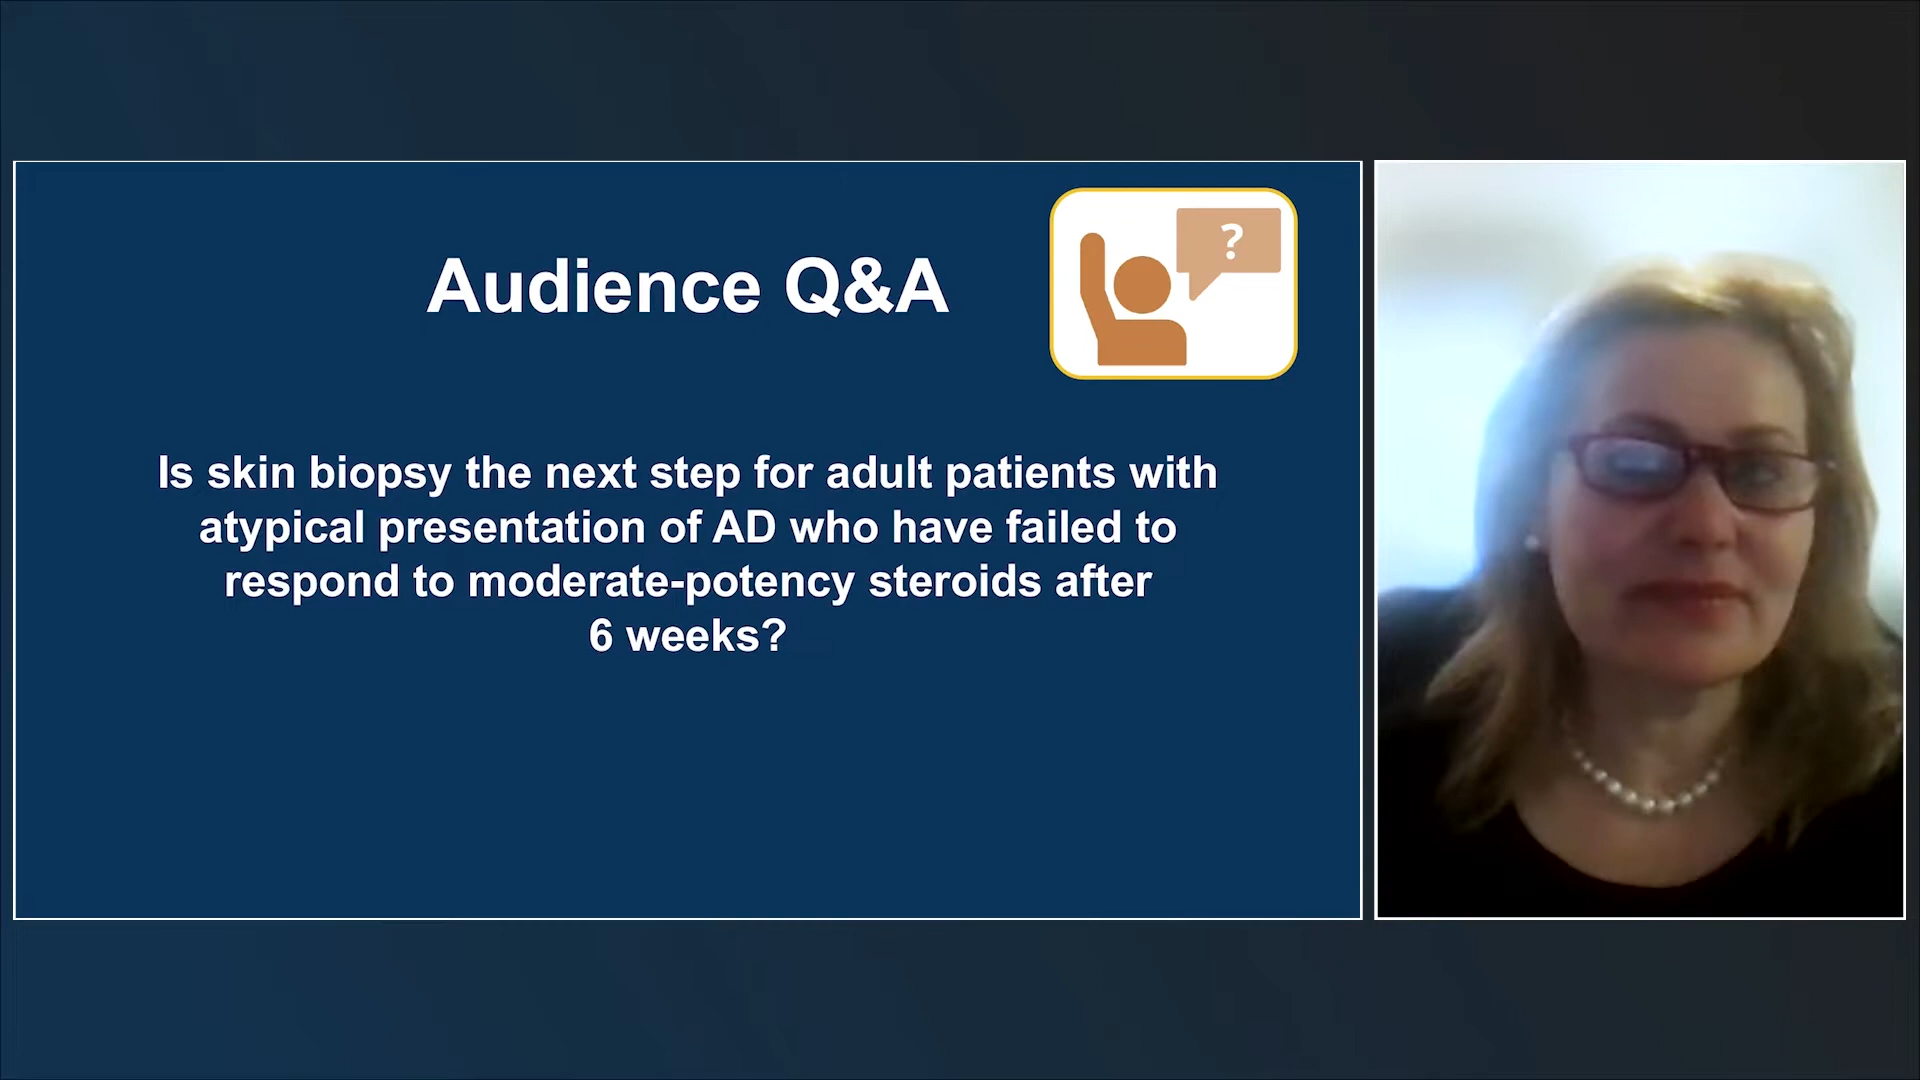 Audience Q&A
?
Is skin biopsy the next step for adult patients with
atypical presentation of AD who have failed to
respond to moderate-potency steroids after
6 weeks?